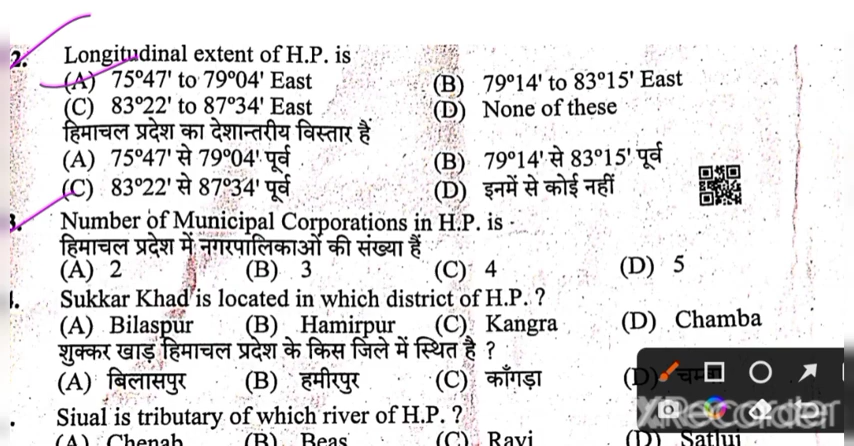 2. Longitudinal extent of H.P. is
(A) 75°47' to 79°04' East (B) 79°14' to 83°15' East
(C) 83°22' to 87°34' East (D) None of these
हिमाचल प्रदेश का देशान्तरीय विस्तार हैं
(A) 75°47' से 79°04' पूर्व (B) 79°14' से 83°15' पूर्व
(C) 83°22' से 87°34' पूर्व (D) इनमें से कोई नहीं
3. Number of Municipal Corporations in H.P. is
हिमाचल प्रदेश में नगरपालिकाओं की संख्या हैं
(A) 2 (B) 3 (C) 4 (D) 5
4. Sukkar Khad is located in which district of H.P. ?
(A) Bilaspur (B) Hamirpur (C) Kangra (D) Chamba
शुक्कर खाड़ हिमाचल प्रदेश के किस जिले में स्थित है ?
(A) बिलासपुर (B) हमीरपुर (C) काँगड़ा (D) चम्बा
XRecorder
Siual is tributary of which river of H.P. ?
(A) Chenab (B) Beas (C) Ravi (D) Satluj